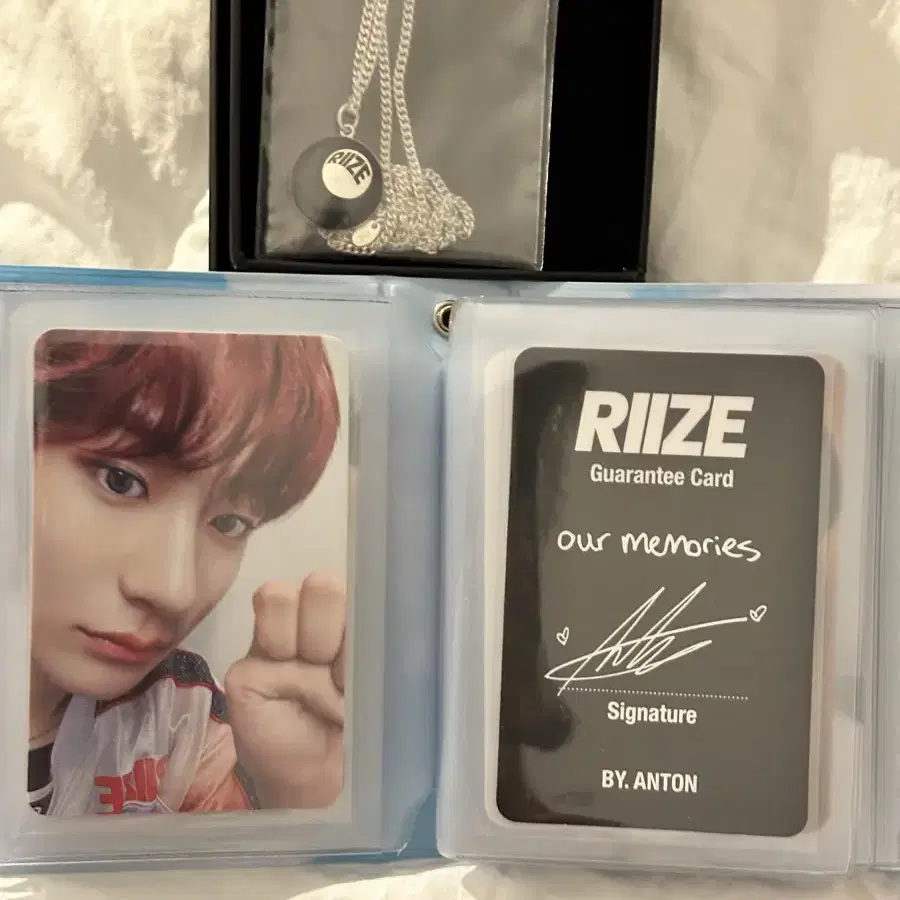 RIIZE
RIIZE
Guarantee Card
our memories
Signature
BY. ANTON